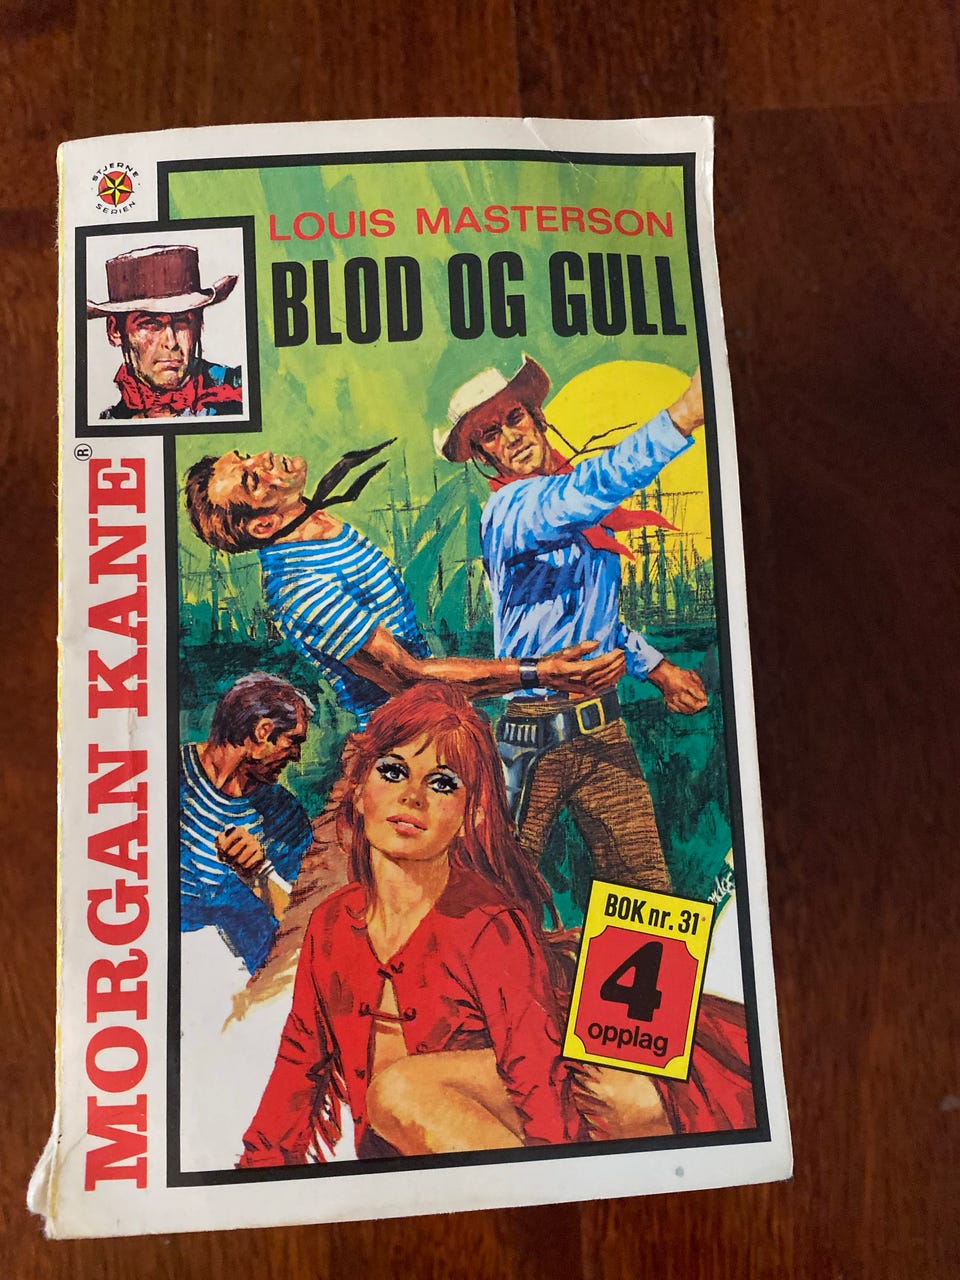 STJERNE
SERIEN
LOUIS MASTERSON
BLOD OG GULL
MORGAN KANE®
BOK nr. 31
4
opplag